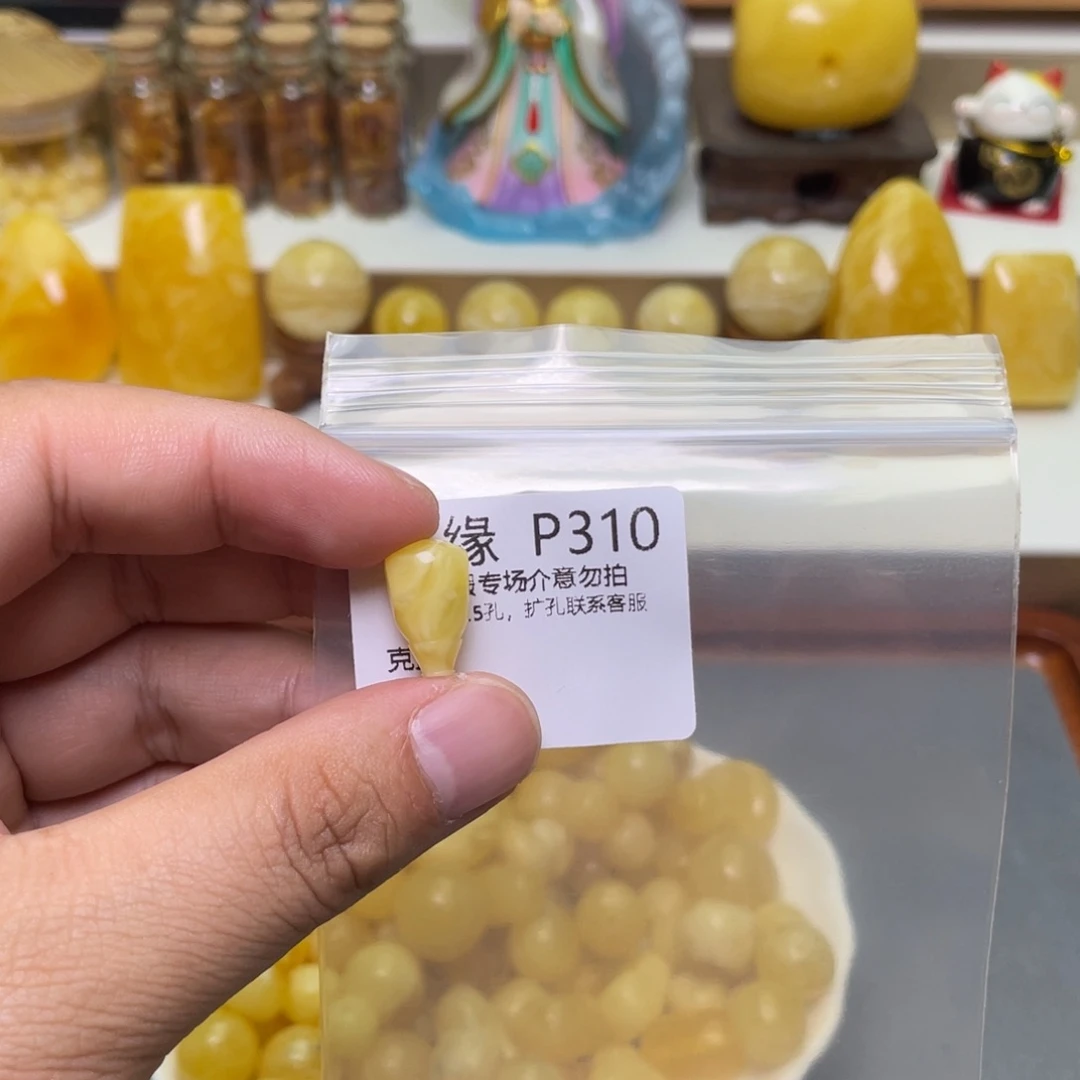 缘 P310
专场介意勿拍
.5孔，扩孔联系客服
克